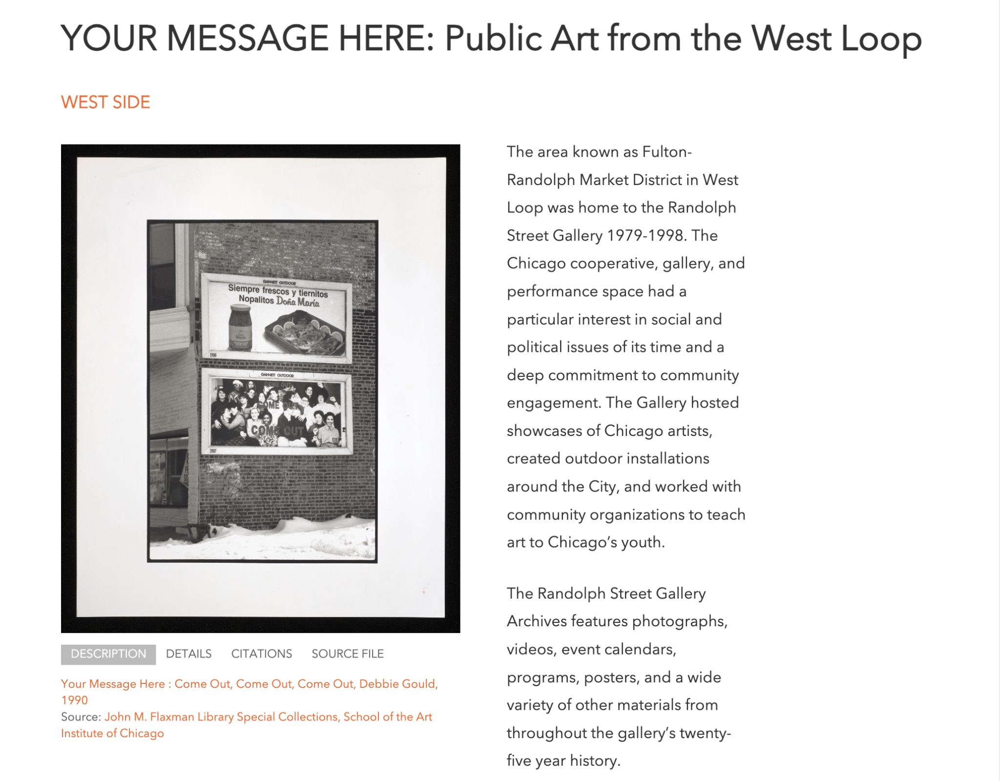 YOUR MESSAGE HERE: Public Art from the West Loop
WEST SIDE
GANNETT OUTDOOR
Siempre frescos y tiernitos
Nopalitos Doña María
Doña
María
NOPALITOS
3196
GANNETT OUTDOOR
COME OUT
COME OUT
COME OUT
3197
DESCRIPTION DETAILS CITATIONS SOURCE FILE
Your Message Here : Come Out, Come Out, Come Out, Debbie Gould,
1990
Source: John M. Flaxman Library Special Collections, School of the Art
Institute of Chicago
The area known as Fulton-
Randolph Market District in West
Loop was home to the Randolph
Street Gallery 1979-1998. The
Chicago cooperative, gallery, and
performance space had a
particular interest in social and
political issues of its time and a
deep commitment to community
engagement. The Gallery hosted
showcases of Chicago artists,
created outdoor installations
around the City, and worked with
community organizations to teach
art to Chicago’s youth.
The Randolph Street Gallery
Archives features photographs,
videos, event calendars,
programs, posters, and a wide
variety of other materials from
throughout the gallery’s twenty-
five year history.